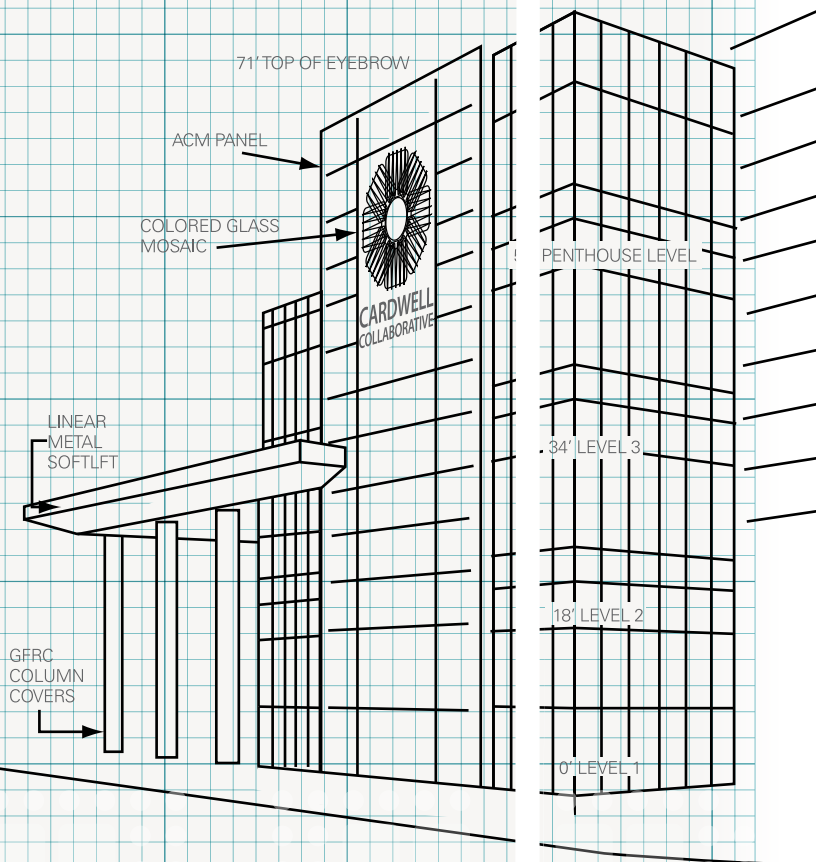 71' TOP OF EYEBROW
ACM PANEL
COLORED GLASS
MOSAIC
CARDWELL
COLLABORATIVE
PENTHOUSE LEVEL
LINEAR
METAL
SOFTLFT
34' LEVEL 3
18' LEVEL 2
GFRC
COLUMN
COVERS
0' LEVEL 1